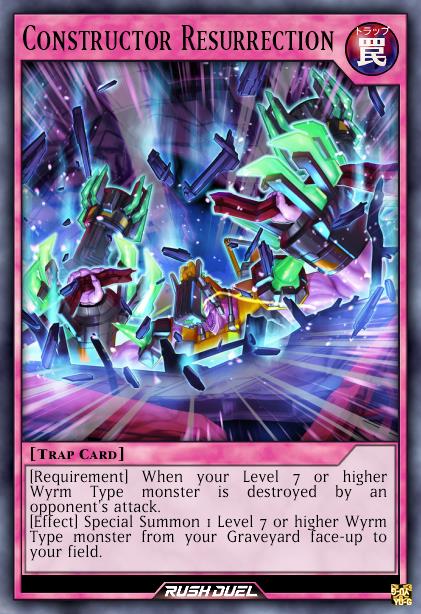 Constructor Resurrection
トラップ
罠
[Trap Card]
[Requirement] When your Level 7 or higher
Wyrm Type monster is destroyed by an
opponent's attack.
[Effect] Special Summon 1 Level 7 or higher Wyrm
Type monster from your Graveyard face-up to
your field.
RUSH DUEL